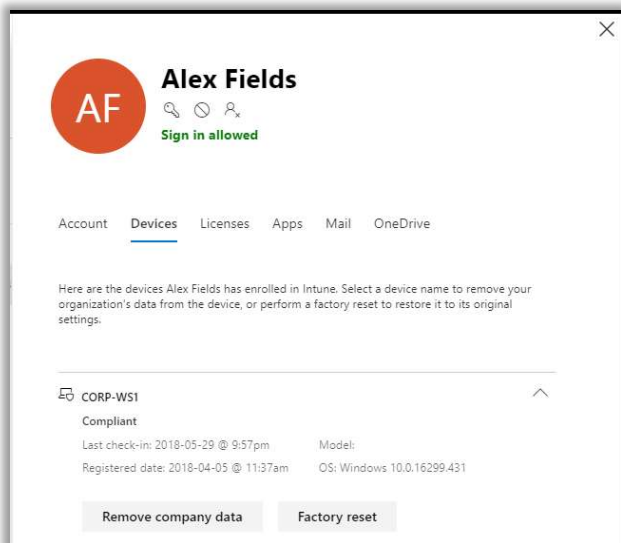 AF
Alex Fields
Sign in allowed
Account Devices Licenses Apps Mail OneDrive
Here are the devices Alex Fields has enrolled in Intune. Select a device name to remove your
organization's data from the device, or perform a factory reset to restore it to its original
settings.
CORP-WS1
Compliant
Last check-in: 2018-05-29 @ 9:57pm Model:
Registered date: 2018-04-05 @ 11:37am OS: Windows 10.0.16299.431
Remove company data Factory reset